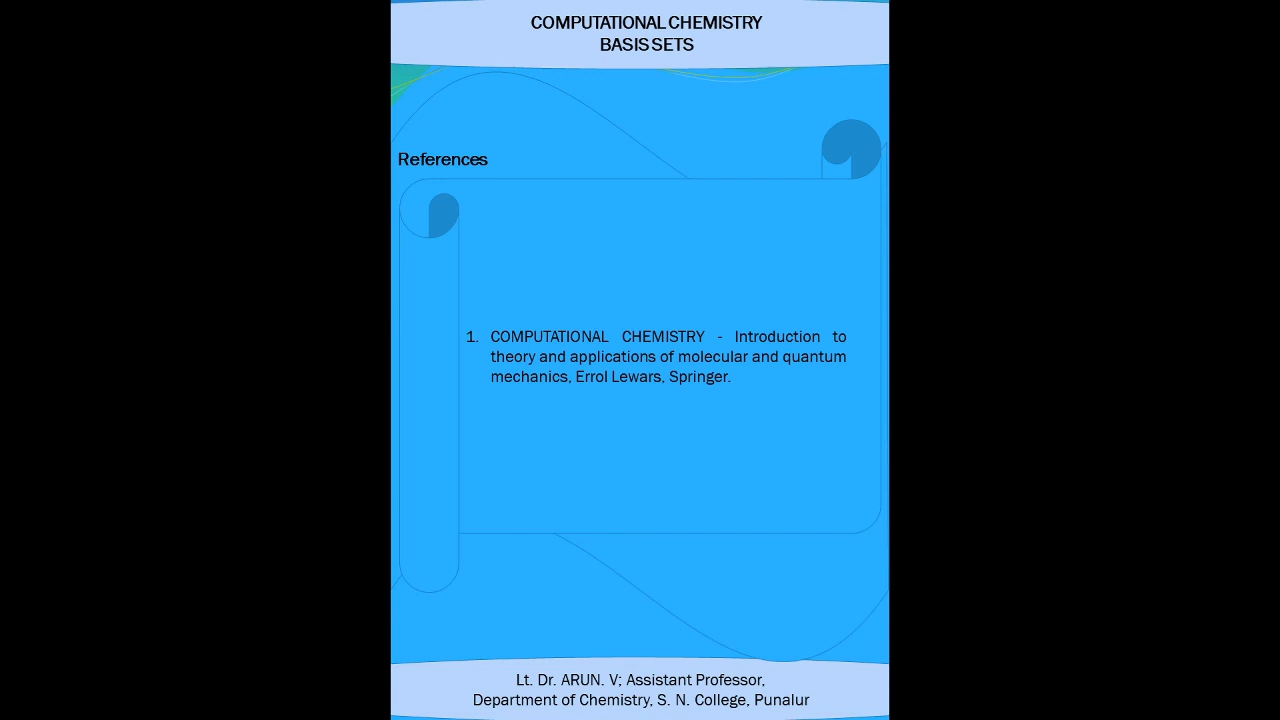 COMPUTATIONAL CHEMISTRY
BASIS SETS
References
1. COMPUTATIONAL CHEMISTRY - Introduction to
theory and applications of molecular and quantum
mechanics, Errol Lewars, Springer.
Lt. Dr. ARUN. V; Assistant Professor,
Department of Chemistry, S. N. College, Punalur